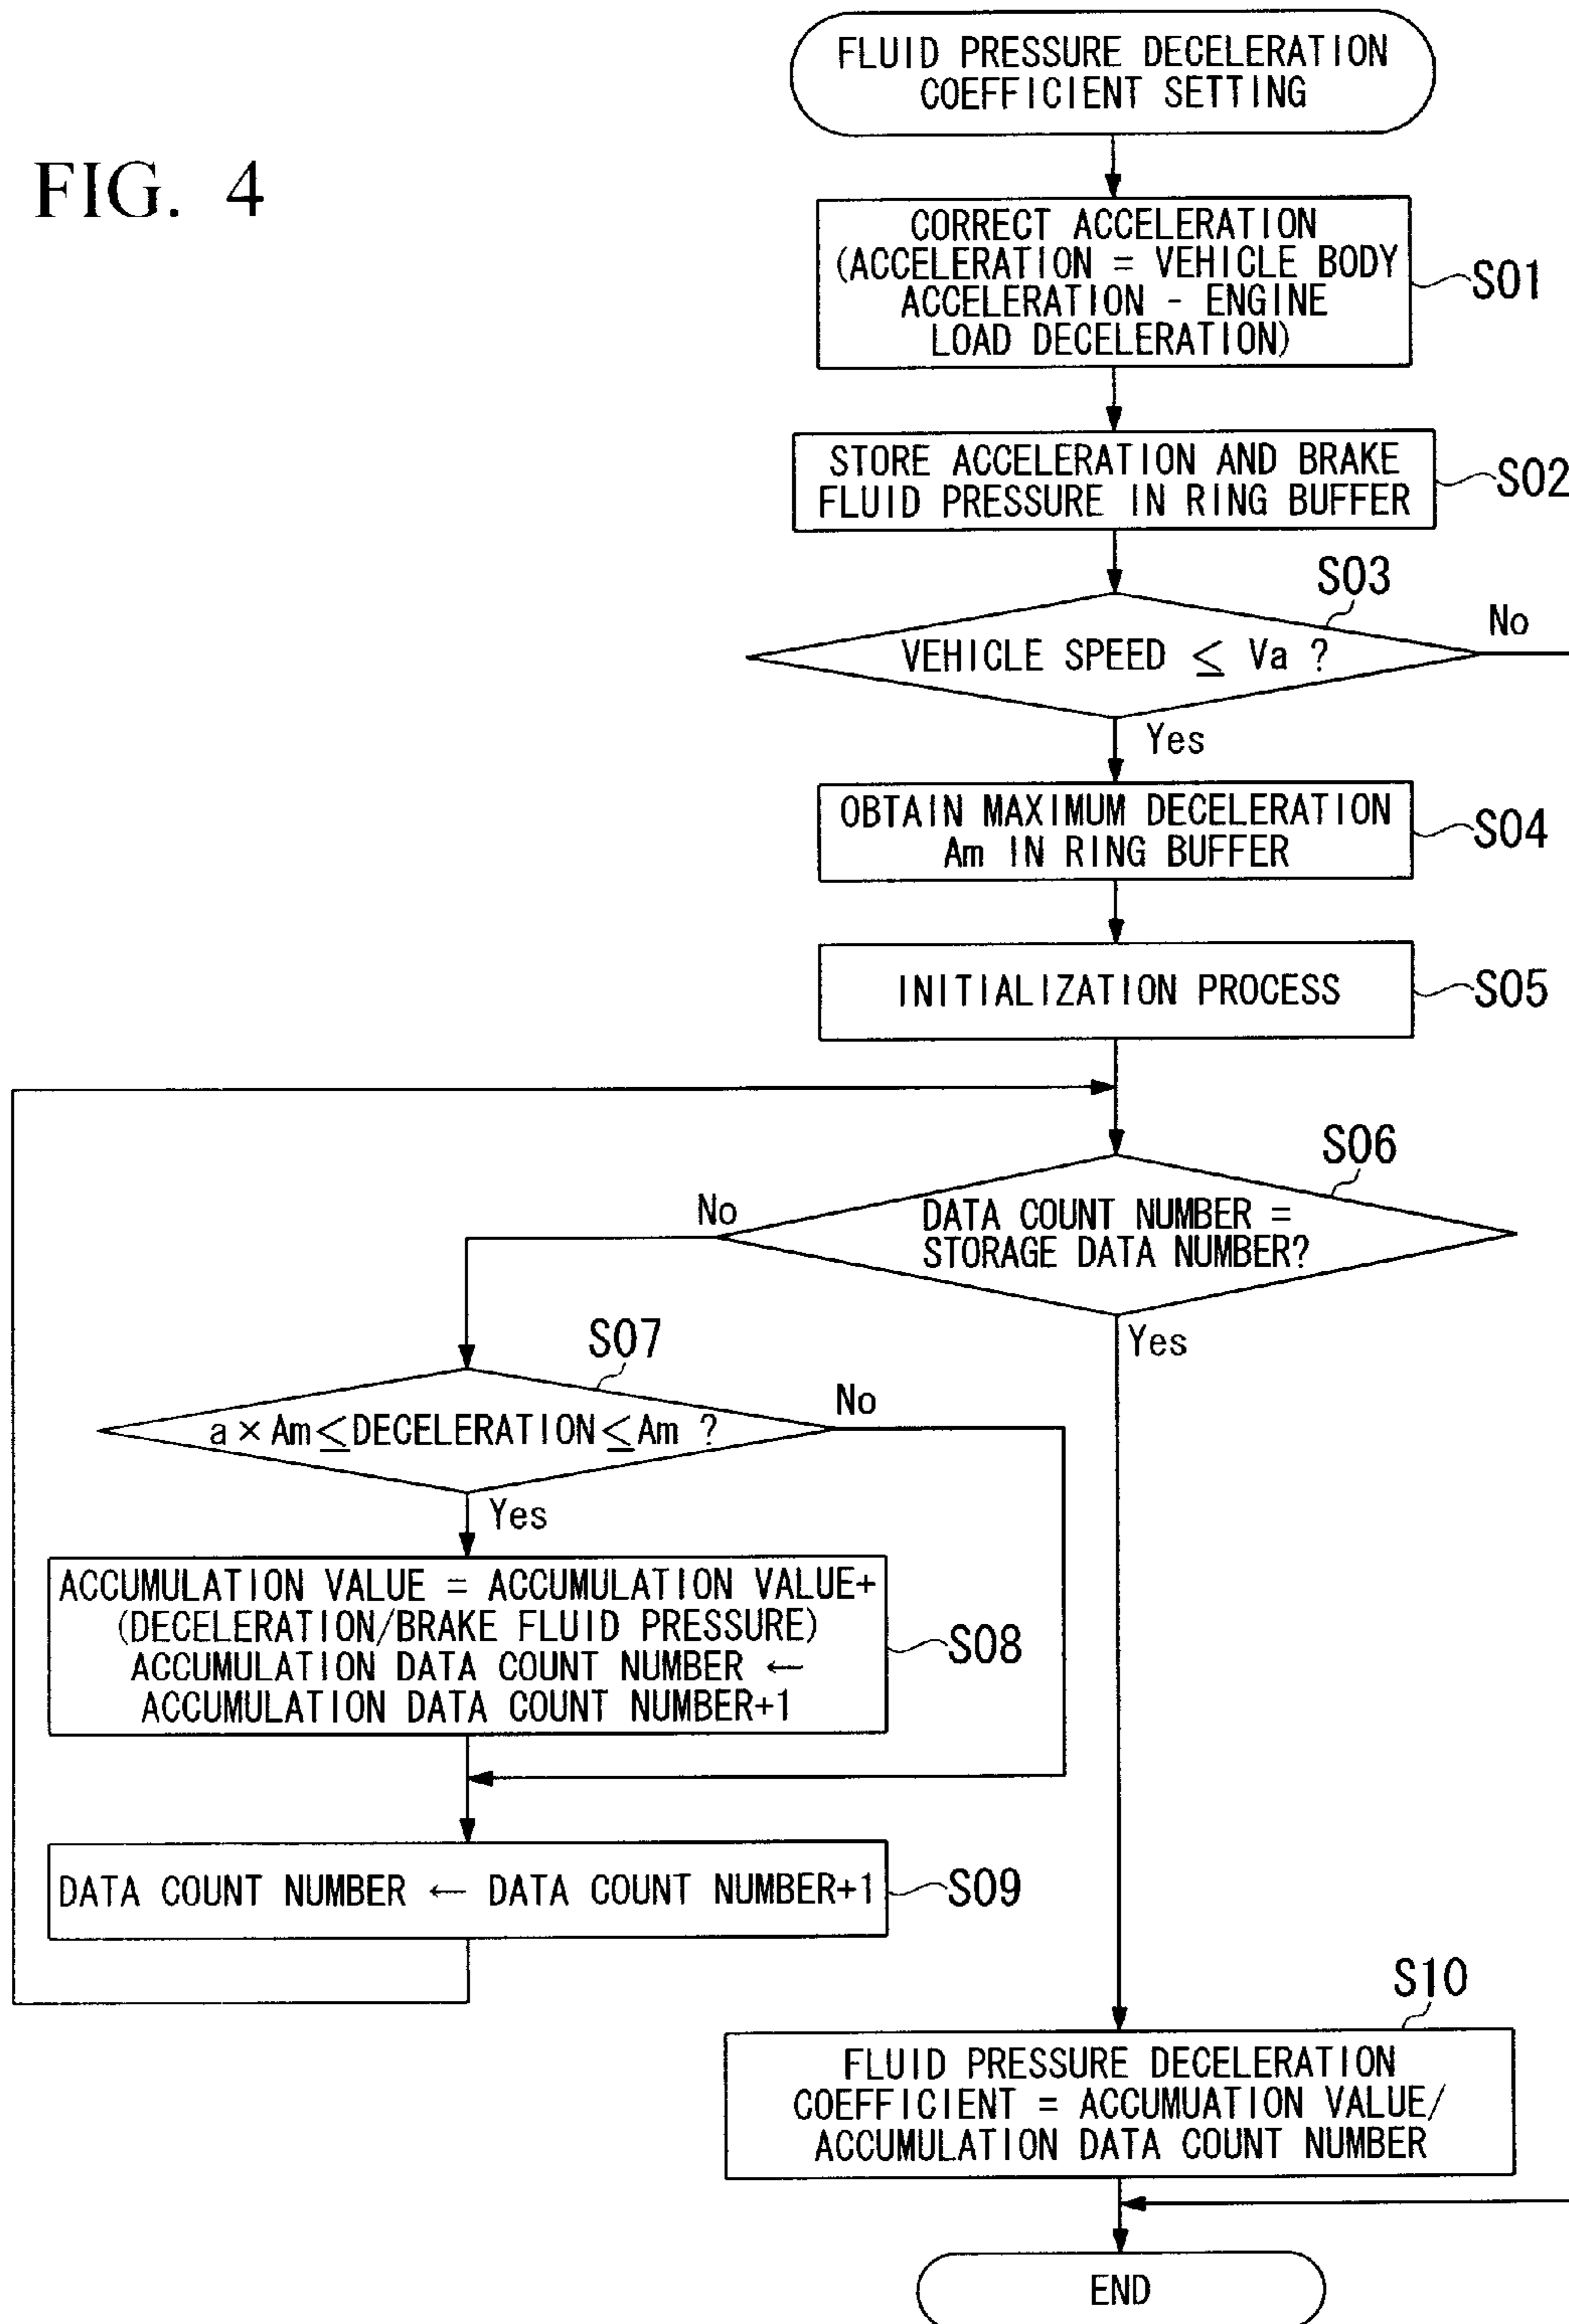 FLUID PRESSURE DECELERATION
COEFFICIENT SETTING
FIG. 4
CORRECT ACCELERATION
(ACCELERATION = VEHICLE BODY
ACCELERATION - ENGINE
LOAD DECELERATION)
S01
STORE ACCELERATION AND BRAKE
FLUID PRESSURE IN RING BUFFER
S02
S03
VEHICLE SPEED ≤ Va ?
No
Yes
OBTAIN MAXIMUM DECELERATION
Am IN RING BUFFER
S04
INITIALIZATION PROCESS
S05
S06
DATA COUNT NUMBER =
STORAGE DATA NUMBER?
No
Yes
S07
a × Am ≤ DECELERATION ≤ Am ?
No
Yes
ACCUMULATION VALUE = ACCUMULATION VALUE+
(DECELERATION/BRAKE FLUID PRESSURE)
ACCUMULATION DATA COUNT NUMBER ←
ACCUMULATION DATA COUNT NUMBER+1
S08
DATA COUNT NUMBER ← DATA COUNT NUMBER+1
S09
S10
FLUID PRESSURE DECELERATION
COEFFICIENT = ACCUMUATION VALUE/
ACCUMULATION DATA COUNT NUMBER
END